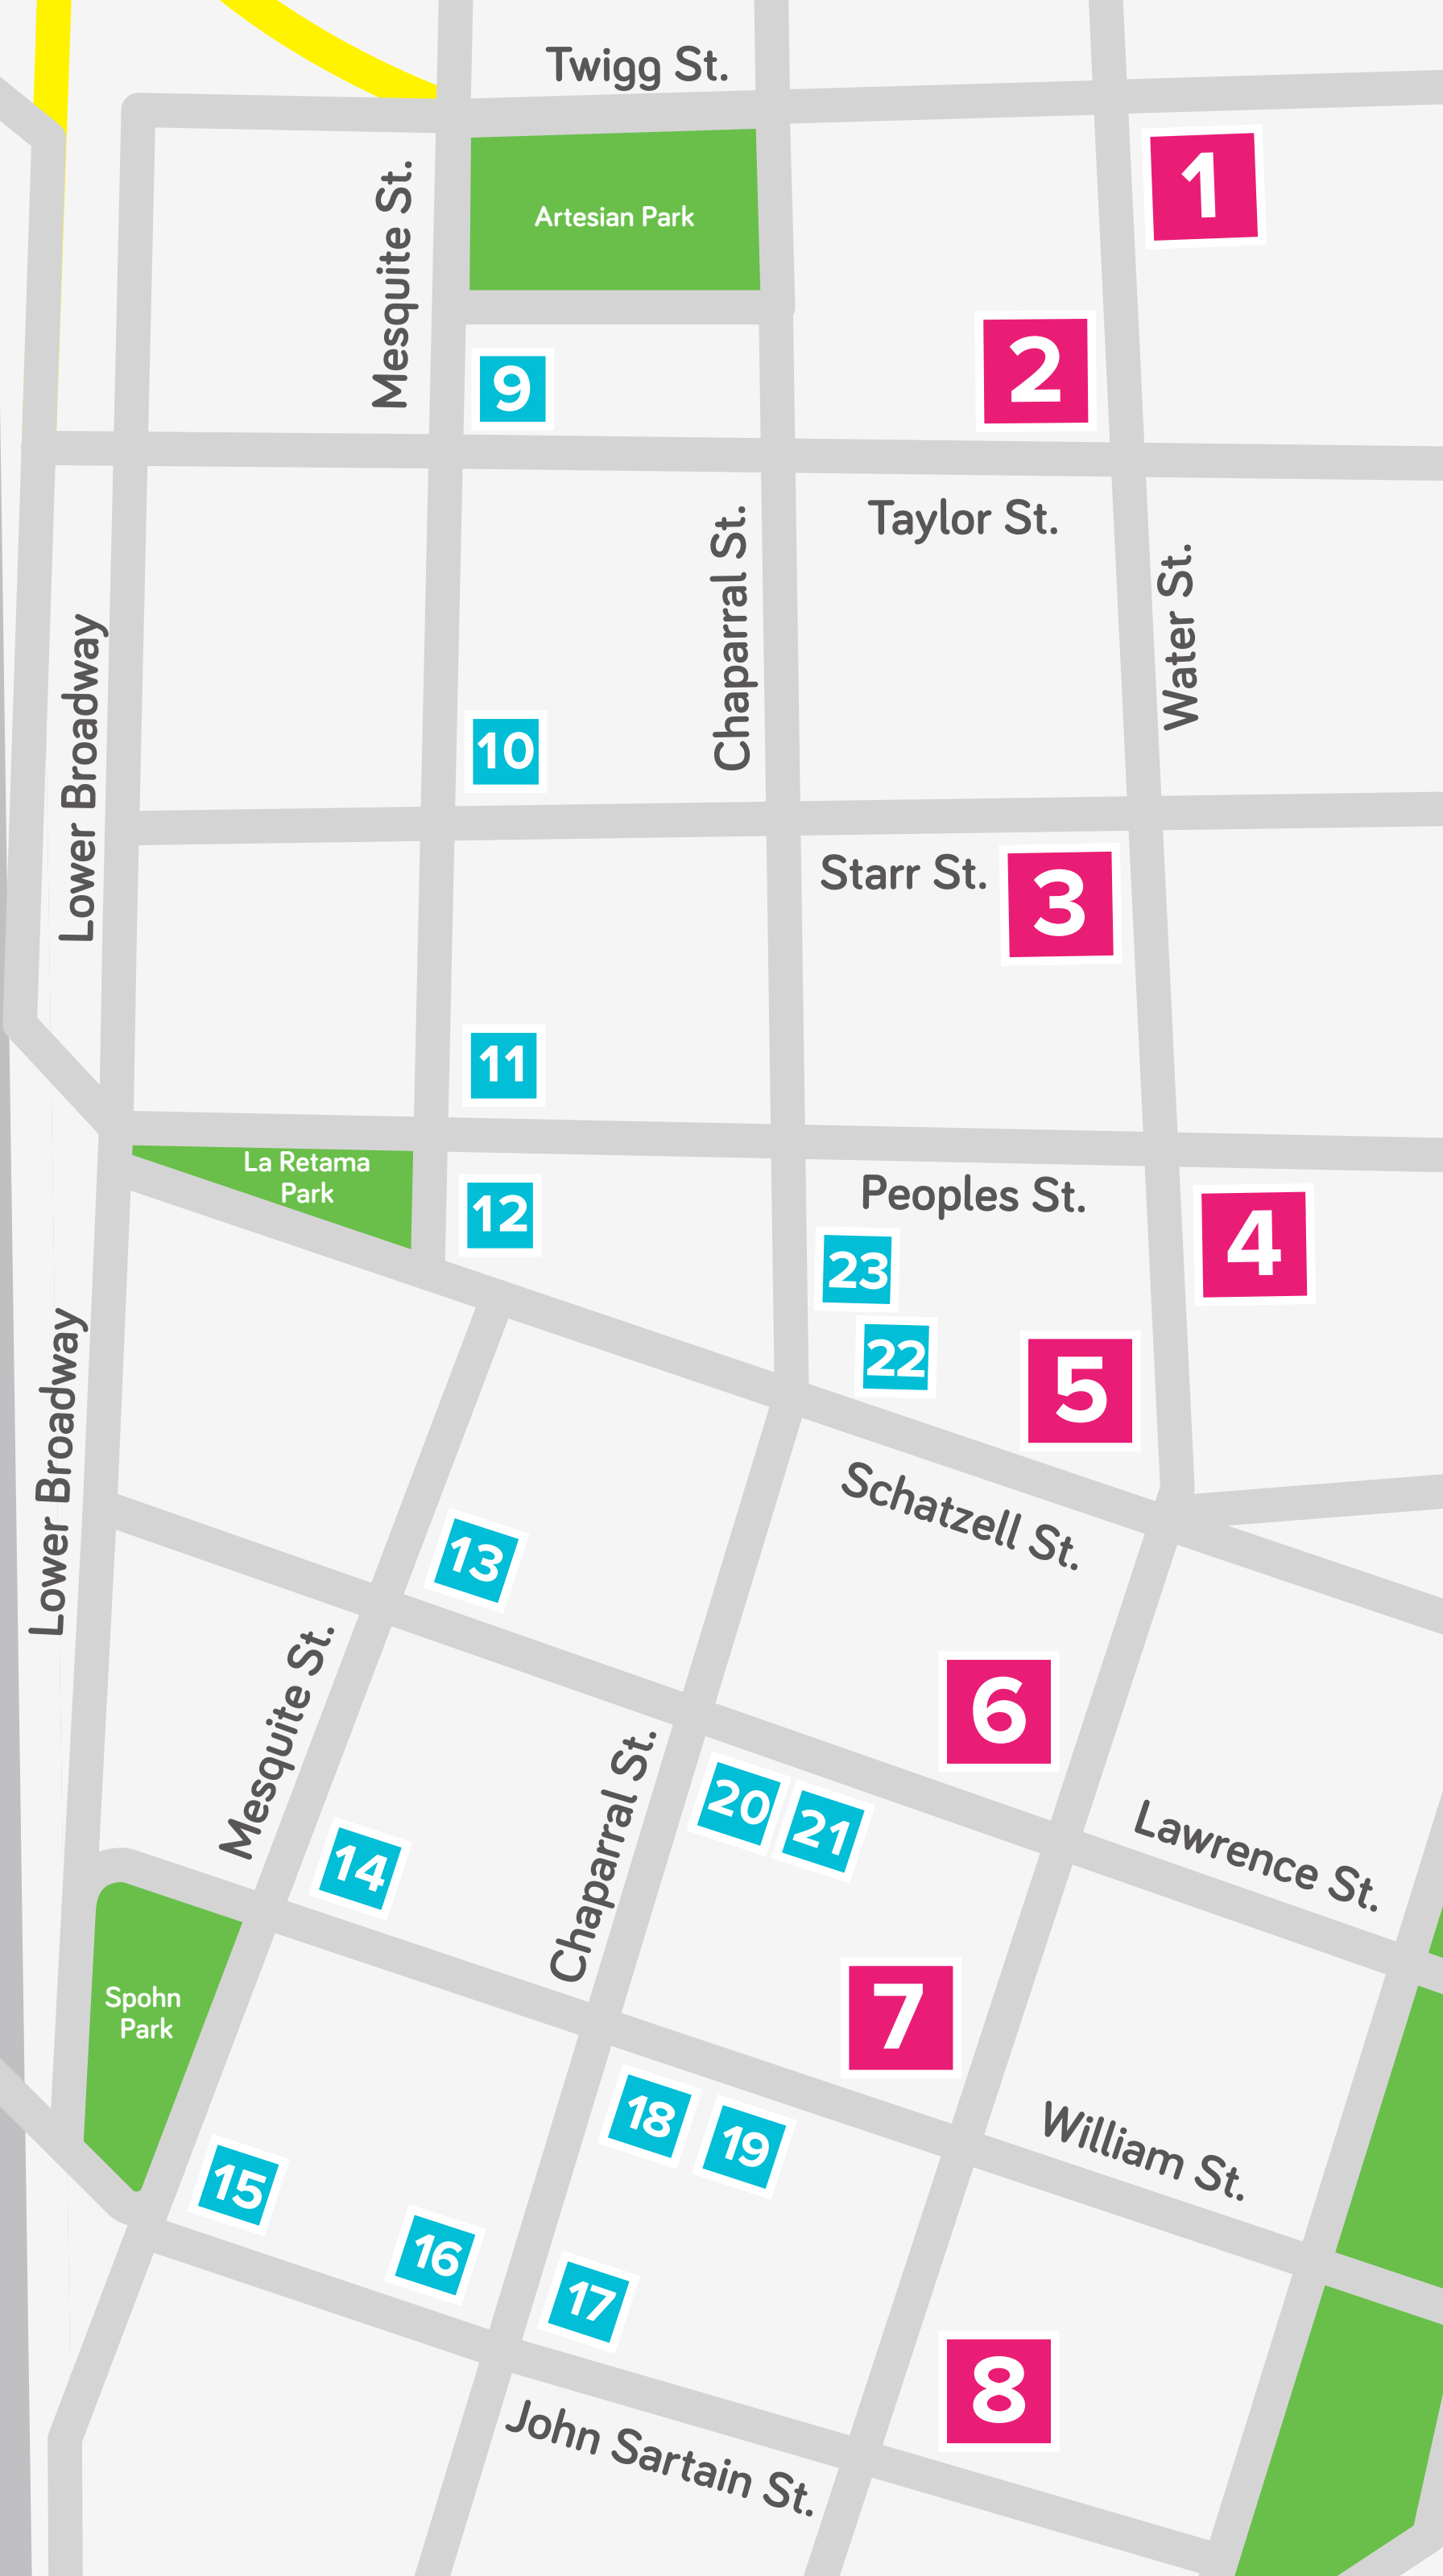 Twigg St.
1
Mesquite St.
Artesian Park
2
9
Taylor St.
Chaparral St.
Water St.
Lower Broadway
10
Starr St.
3
11
La Retama
Park
12
Peoples St.
23
4
22
5
Lower Broadway
Schatzell St.
13
Mesquite St.
6
Chaparral St.
20
21
Lawrence St.
14
Spohn
Park
7
18
19
William St.
15
16
17
8
John Sartain St.